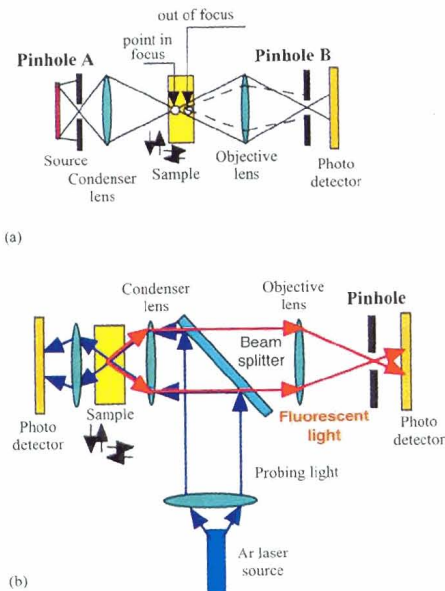 out of focus
point in
focus
Pinhole A
Pinhole B
Source
Condenser
lens
Sample
Objective
lens
Photo
detector
(a)
Condenser
lens
Objective
lens
Pinhole
Beam
splitter
Sample
Fluorescent
light
Photo
detector
Photo
detector
Probing light
Ar laser
source
(b)